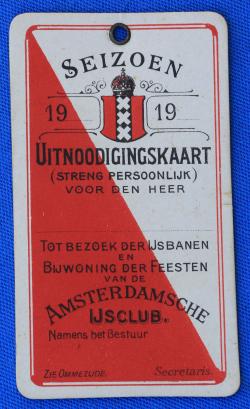 SEIZOEN
19 19
UITNOODIGINGSKAART
(STRENG PERSOONLIJK)
VOOR DEN HEER
TOT BEZOEK DER IJSBANEN
EN
BIJWONING DER FEESTEN
VAN DE
AMSTERDAMSCHE
IJSCLUB.
Namens het Bestuur
ZIE OMMEZIJDE. Secretaris.